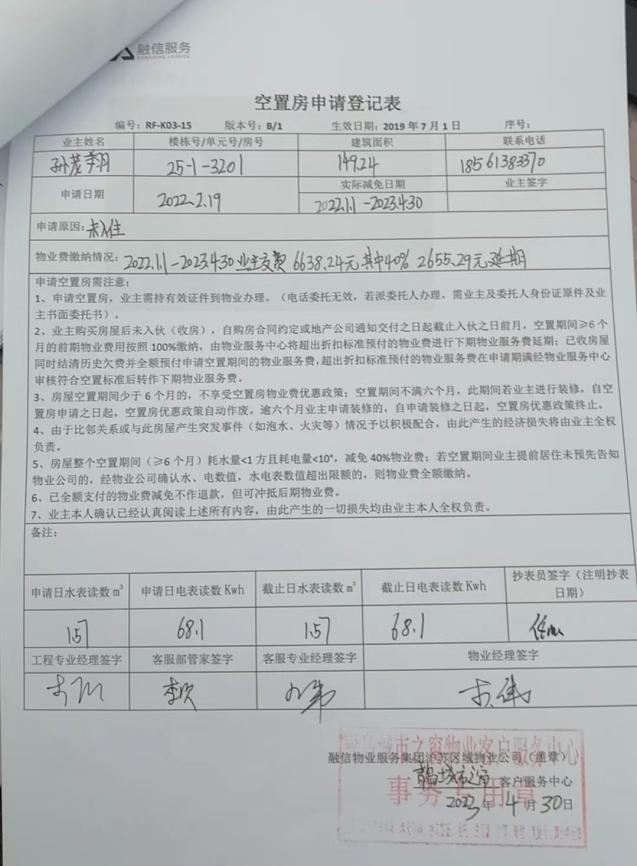 融信服务
RONGXING SERVICE
空置房申请登记表
编号：RF-K03-15 版本号：B/1 生效日期：2019年7月1日 序号：
业主姓名 楼栋号/单元号/房号 建筑面积 联系电话
25-1-3201 149.24 18561383370
申请日期 2022.2.19 实际减免日期 业主签字
2022.11-2023.4.30
申请原因：未入住
物业费缴纳情况：2022.11-2023.4.30业主交费6638.24元其中40% 2655.29元延期
申请空置房需注意：
1、申请空置房，业主需持有效证件到物业办理。（电话委托无效，若派委托人办理，需业主及委托人身份证原件及业
主书面委托书）。
2、业主购买房屋后未入伙（收房），自购房合同约定或地产公司通知交付之日起截止入伙之日前月，空置期间≥6个
月的前期物业费用按照100%缴纳，由物业服务中心将超出折扣标准预付的物业费进行下期物业服务费延期；已收房屋
同时结清历史欠费并全额预付申请空置期间的物业服务费，超出折扣标准预付的物业服务费在申请期满经物业服务中心
审核符合空置标准后转作下期物业服务费。
3、房屋空置期间少于6个月的，不享受空置房物业费优惠政策；空置期间不满六个月，此期间若业主进行装修，自空
置房申请之日起，空置房优惠政策自动作废。逾六个月业主申请装修的，自申请装修之日起，空置房优惠政策终止。
4、由于比邻关系或与此房屋产生突发事件（如泡水、火灾等）情况予以积极配合，由此产生的经济损失将由业主全权
负责。
5、房屋整个空置期间（≥6个月）耗水量<1方且耗电量<10°，减免40%物业费；若空置期间业主提前居住未预先告知
物业公司的，经物业公司确认水、电数值，水电表数值超出限额的，则物业费全额缴纳。
6、已全额支付的物业费减免不作退款，但可冲抵后期物业费。
7、业主本人确认已经认真阅读上述所有内容，由此产生的一切损失均由业主本人全权负责。
备注：
申请日水表读数m³ 申请日电表读数Kwh 截止日水表读数m³ 截止日电表读数Kwh 抄表员签字（注明抄表
日期）
1.57 68.1 1.57 68.1
工程专业经理签字 客服部管家签字 客服专业经理签字 物业经理签字
城市之窗物业客户服务中心
融信物业服务集团江苏区域物业公司（盖章）
城市之窗 客户服务中心
事务专用章
2023年4月30日